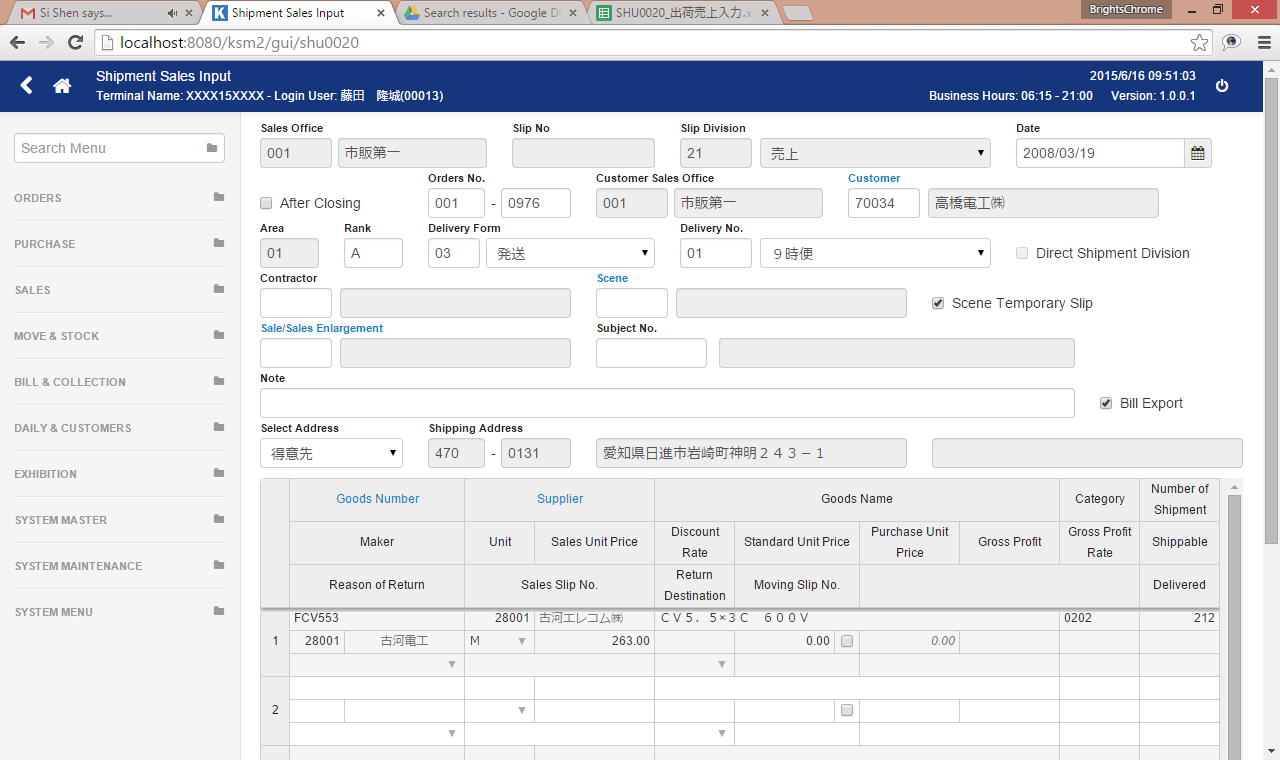 Si Shen says...
Shipment Sales Input
Search results - Google Dr
SHU0020_出荷売上入力.x
BrightsChrome
localhost:8080/ksm2/gui/shu0020
Shipment Sales Input
2015/6/16 09:51:03
Terminal Name: XXXX15XXXX - Login User: 藤田　隆城(00013)
Business Hours: 06:15 - 21:00 Version: 1.0.0.1
Search Menu
ORDERS
PURCHASE
SALES
MOVE & STOCK
BILL & COLLECTION
DAILY & CUSTOMERS
EXHIBITION
SYSTEM MASTER
SYSTEM MAINTENANCE
SYSTEM MENU
Sales Office Slip No Slip Division Date
001 市販第一 21 売上 2008/03/19
Orders No. Customer Sales Office Customer
After Closing 001 - 0976 001 市販第一 70034 高橋電工㈱
Area Rank Delivery Form Delivery No.
01 A 03 発送 01 ９時便 Direct Shipment Division
Contractor Scene
Scene Temporary Slip
Sale/Sales Enlargement Subject No.
Note
Bill Export
Select Address Shipping Address
得意先 470 - 0131 愛知県日進市岩崎町神明２４３－１
Goods Number Supplier Goods Name Category Number of Shipment
Maker Unit Sales Unit Price Discount Rate Standard Unit Price Purchase Unit Price Gross Profit Gross Profit Rate Shippable
Reason of Return Sales Slip No. Return Destination Moving Slip No. Delivered
FCV553 28001 古河エレコム㈱ ＣＶ５．５×３Ｃ　６００Ｖ 0202 212
1 28001 古河電工 M 263.00 0.00 0.00
2